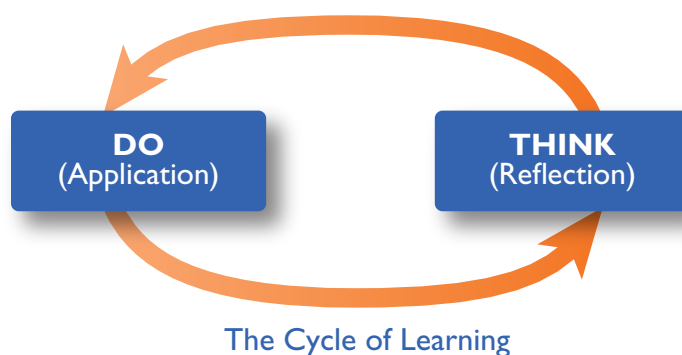 DO
(Application)
THINK
(Reflection)
The Cycle of Learning